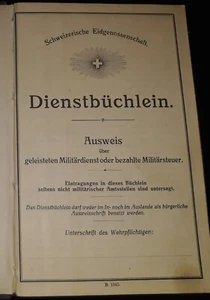 Schweizerische Eidgenossenschaft.
Dienstbüchlein.
Ausweis
über
geleisteten Militärdienst oder bezahlte Militärsteuer.
Eintragungen in dieses Büchlein
seitens nicht militärischer Amtsstellen sind untersagt.
Das Dienstbüchlein darf weder im In- noch im Auslande als bürgerliche
Ausweisschrift benützt werden.
Unterschrift des Wehrpflichtigen: